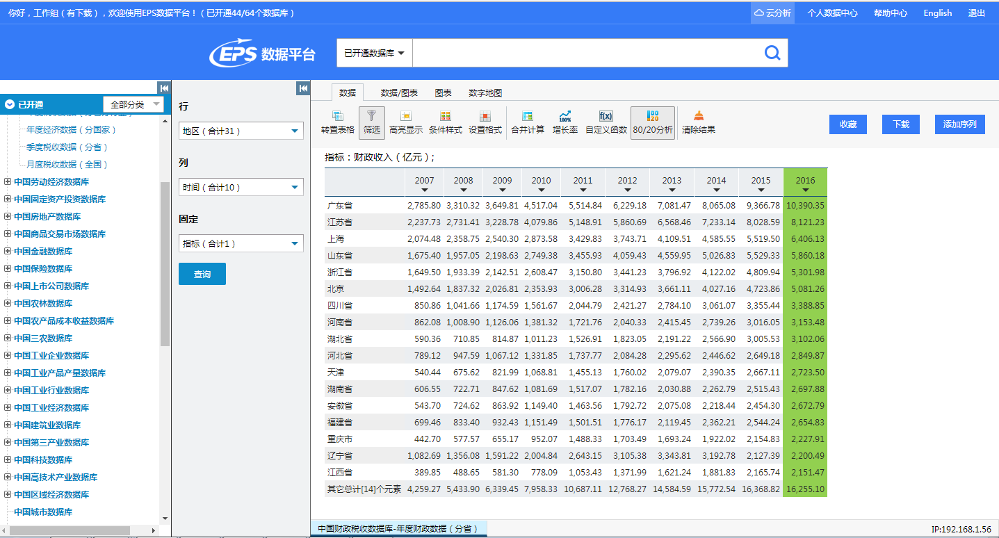 你好，工作组（有下载），欢迎使用EPS数据平台！（已开通44/64个数据库） 云分析 个人数据中心 帮助中心 English 退出
EPS 数据平台 已开通数据库
已开通 全部分类
年度经济数据（分国家）
季度税收数据（分省）
月度税收数据（全国）
中国劳动经济数据库
中国固定资产投资数据库
中国房地产数据库
中国商品交易市场数据库
中国金融数据库
中国保险数据库
中国上市公司数据库
中国农林数据库
中国农产品成本收益数据库
中国三农数据库
中国工业企业数据库
中国工业产品产量数据库
中国工业行业数据库
中国工业经济数据库
中国建筑业数据库
中国第三产业数据库
中国科技数据库
中国高技术产业数据库
中国区域经济数据库
中国城市数据库
行
地区（合计31）
列
时间（合计10）
固定
指标（合计1）
查询
数据 数据/图表 图表 数字地图
转置表格 筛选 高亮显示 条件样式 设置格式 合并计算 100% 增长率 f(x) 自定义函数 80 20 80/20分析 清除结果 收藏 下载 添加序列
指标：财政收入（亿元）；
2007 2008 2009 2010 2011 2012 2013 2014 2015 2016
广东省 2,785.80 3,310.32 3,649.81 4,517.04 5,514.84 6,229.18 7,081.47 8,065.08 9,366.78 10,390.35
江苏省 2,237.73 2,731.41 3,228.78 4,079.86 5,148.91 5,860.69 6,568.46 7,233.14 8,028.59 8,121.23
上海 2,074.48 2,358.75 2,540.30 2,873.58 3,429.83 3,743.71 4,109.51 4,585.55 5,519.50 6,406.13
山东省 1,675.40 1,957.05 2,198.63 2,749.38 3,455.93 4,059.43 4,559.95 5,026.83 5,529.33 5,860.18
浙江省 1,649.50 1,933.39 2,142.51 2,608.47 3,150.80 3,441.23 3,796.92 4,122.02 4,809.94 5,301.98
北京 1,492.64 1,837.32 2,026.81 2,353.93 3,006.28 3,314.93 3,661.11 4,027.16 4,723.86 5,081.26
四川省 850.86 1,041.66 1,174.59 1,561.67 2,044.79 2,421.27 2,784.10 3,061.07 3,355.44 3,388.85
河南省 862.08 1,008.90 1,126.06 1,381.32 1,721.76 2,040.33 2,415.45 2,739.26 3,016.05 3,153.48
湖北省 590.36 710.85 814.87 1,011.23 1,526.91 1,823.05 2,191.22 2,566.90 3,005.53 3,102.06
河北省 789.12 947.59 1,067.12 1,331.85 1,737.77 2,084.28 2,295.62 2,446.62 2,649.18 2,849.87
天津 540.44 675.62 821.99 1,068.81 1,455.13 1,760.02 2,079.07 2,390.35 2,667.11 2,723.50
湖南省 606.55 722.71 847.62 1,081.69 1,517.07 1,782.16 2,030.88 2,262.79 2,515.43 2,697.88
安徽省 543.70 724.62 863.92 1,149.40 1,463.56 1,792.72 2,075.08 2,218.44 2,454.30 2,672.79
福建省 699.46 833.40 932.43 1,151.49 1,501.51 1,776.17 2,119.45 2,362.21 2,544.24 2,654.83
重庆市 442.70 577.57 655.17 952.07 1,488.33 1,703.49 1,693.24 1,922.02 2,154.83 2,227.91
辽宁省 1,082.69 1,356.08 1,591.22 2,004.84 2,643.15 3,105.38 3,343.81 3,192.78 2,127.39 2,200.49
江西省 389.85 488.65 581.30 778.09 1,053.43 1,371.99 1,621.24 1,881.83 2,165.74 2,151.47
其它总计[14]个元素 4,259.27 5,433.90 6,339.45 7,958.33 10,687.11 12,768.27 14,584.59 15,772.54 16,368.82 16,255.10
中国财政税收数据库-年度财政数据（分省） IP:192.168.1.56